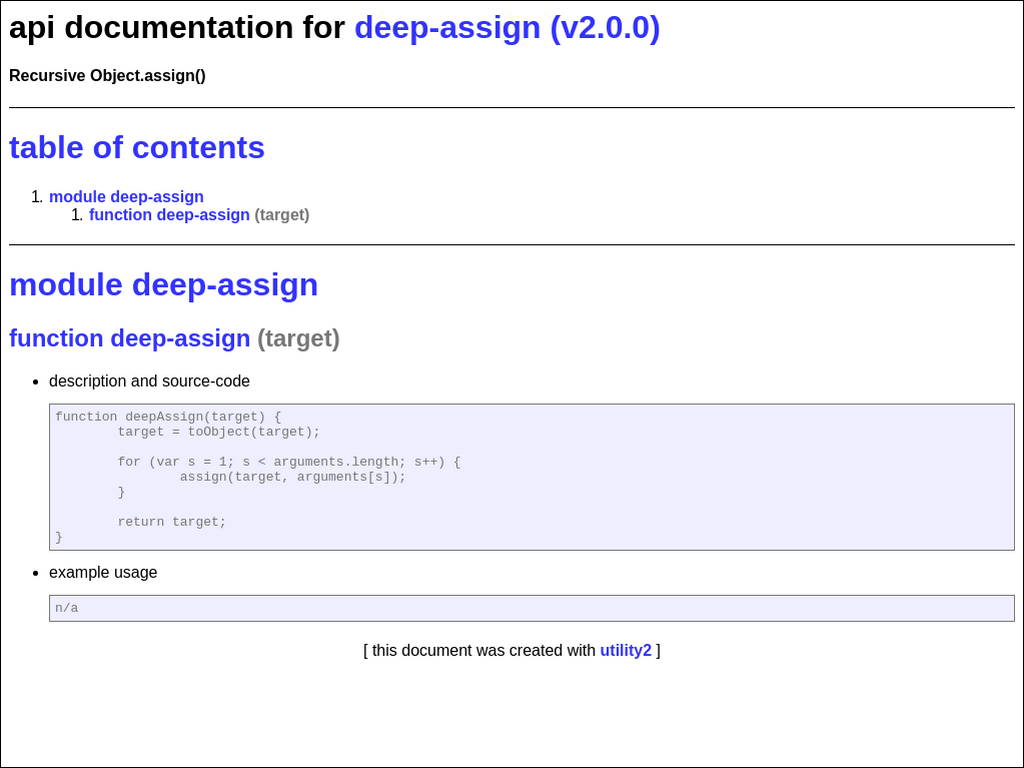 api documentation for deep-assign (v2.0.0)
Recursive Object.assign()
table of contents
1. module deep-assign
1. function deep-assign (target)
module deep-assign
function deep-assign (target)
• description and source-code
function deepAssign(target) {
        target = toObject(target);
        for (var s = 1; s < arguments.length; s++) {
                assign(target, arguments[s]);
        }
        return target;
}
• example usage
n/a
[ this document was created with utility2 ]